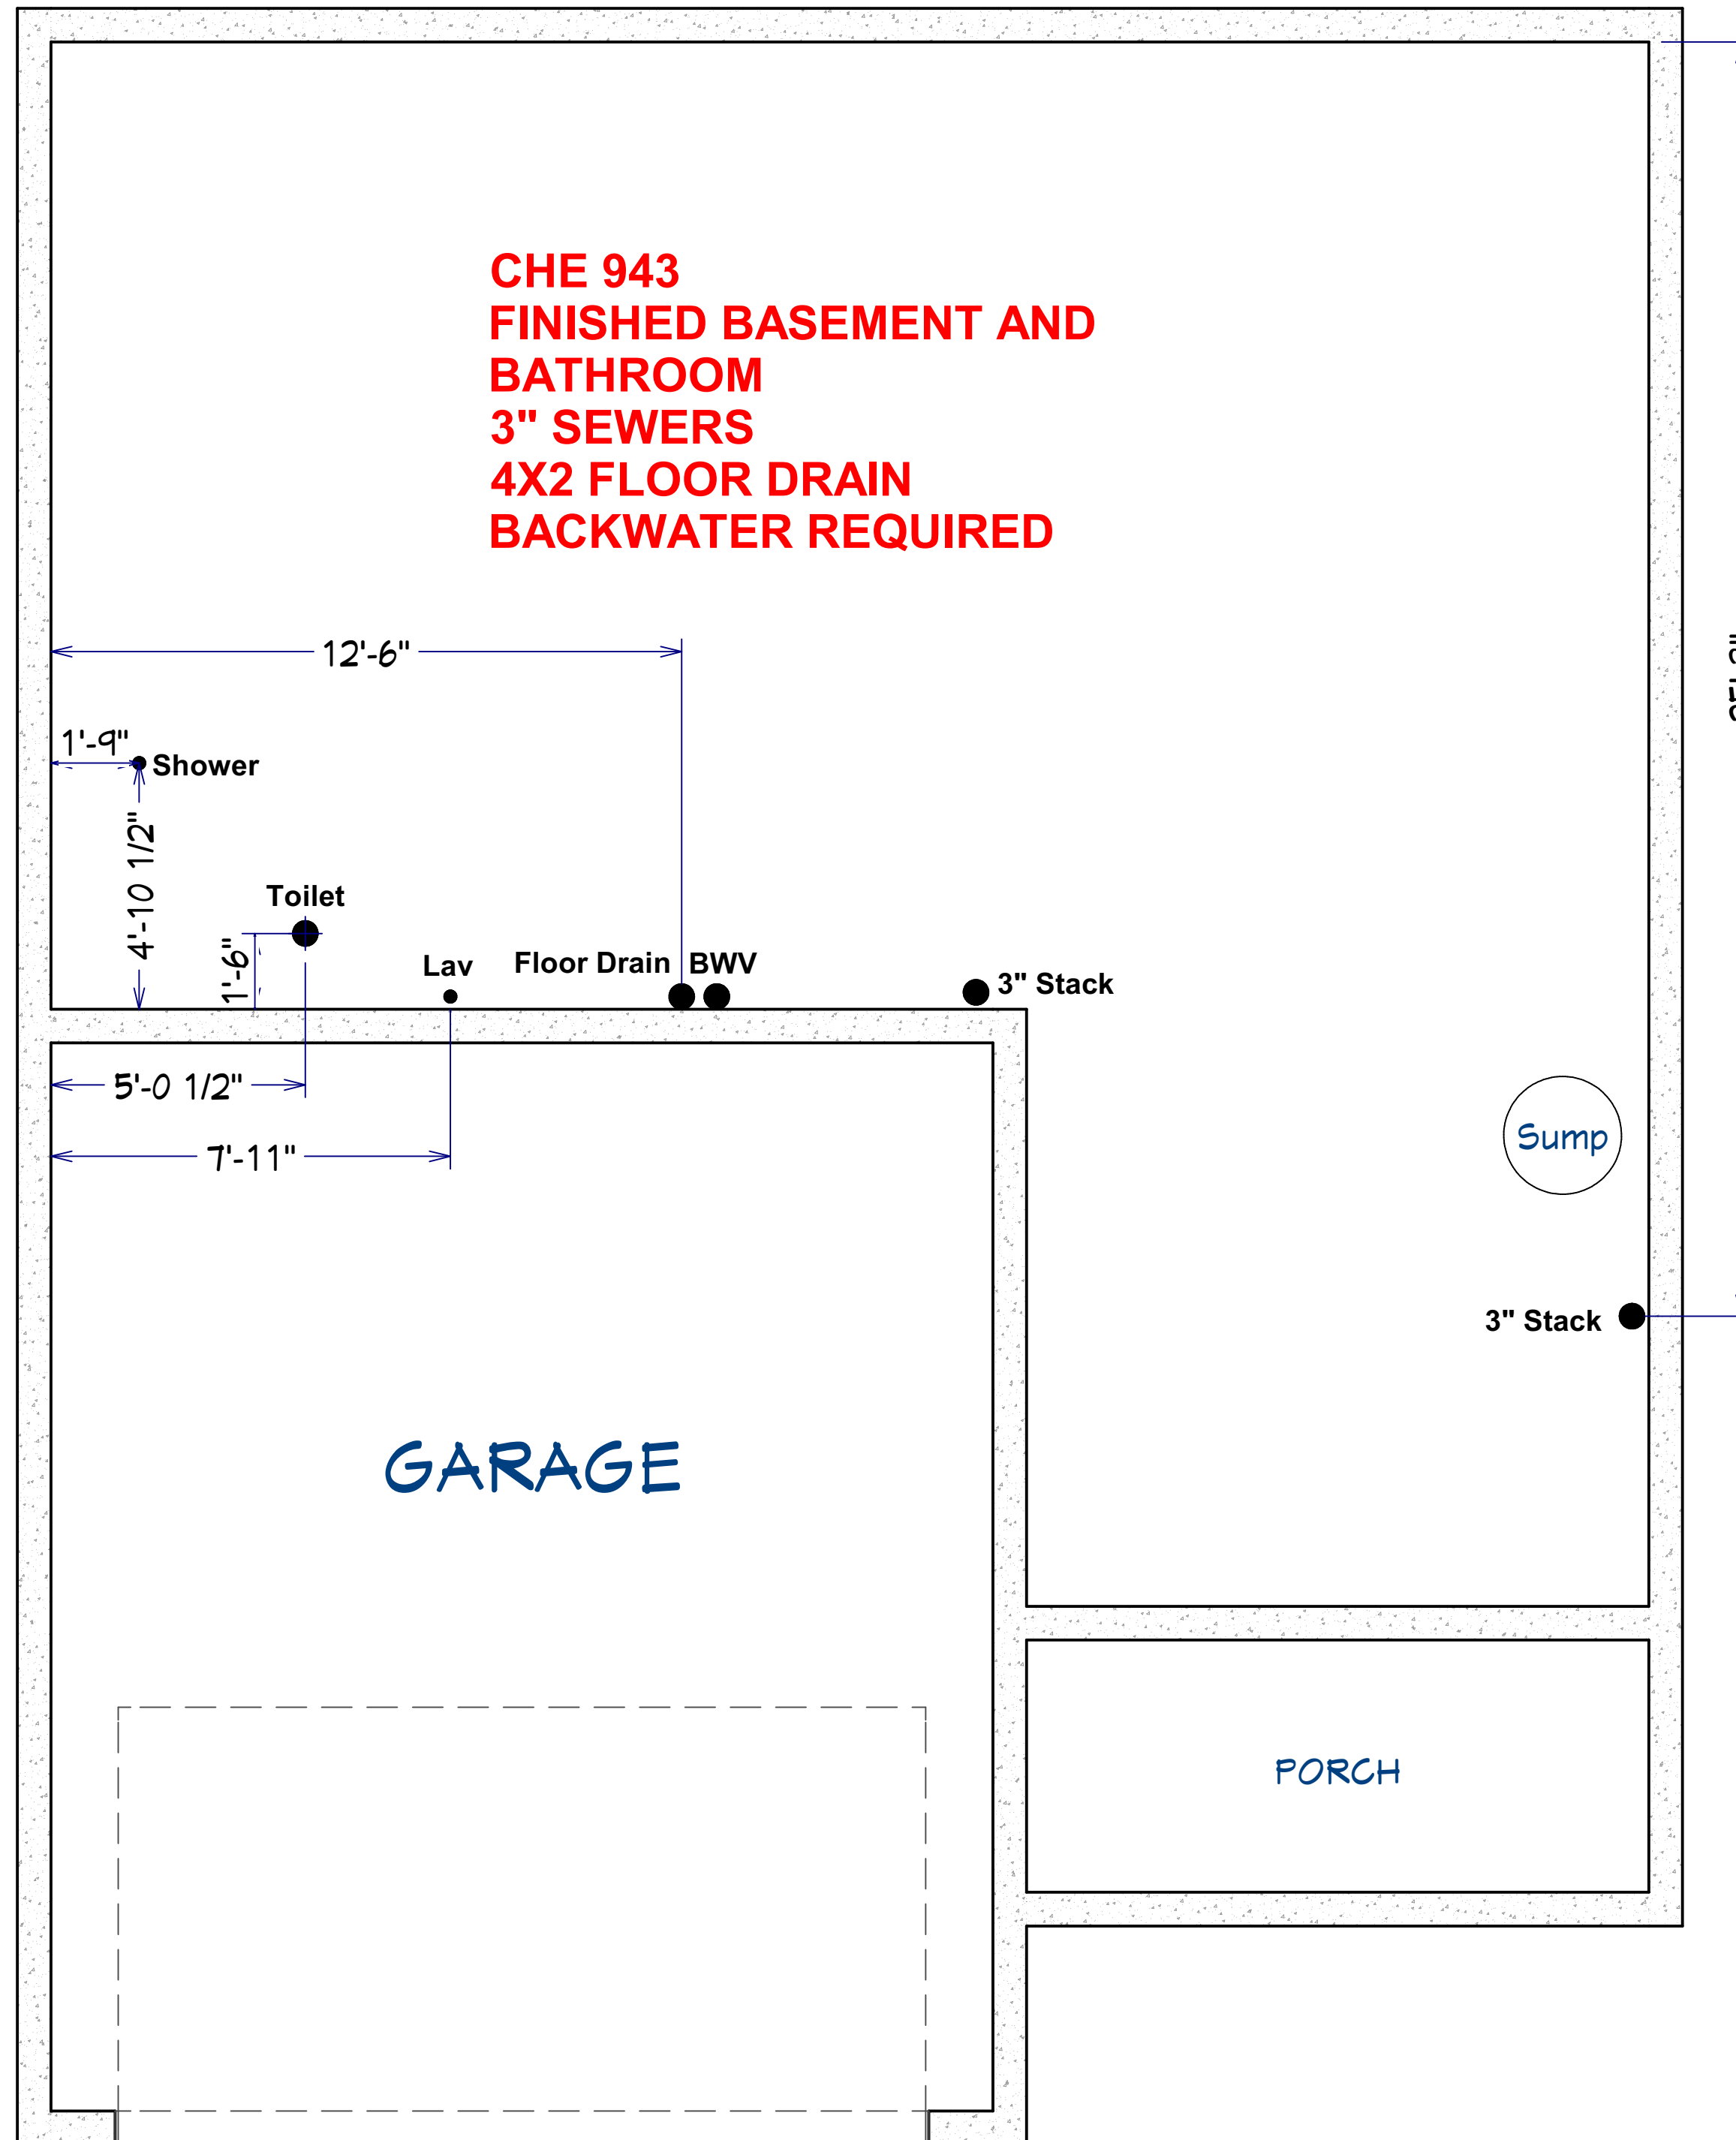 CHE 943
FINISHED BASEMENT AND
BATHROOM
3" SEWERS
4X2 FLOOR DRAIN
BACKWATER REQUIRED
12'-6"
1'-9"
Shower
4'-10 1/2"
Toilet
1'-6"
Lav
Floor Drain
BWV
3" Stack
5'-0 1/2"
7'-11"
Sump
3" Stack
GARAGE
PORCH